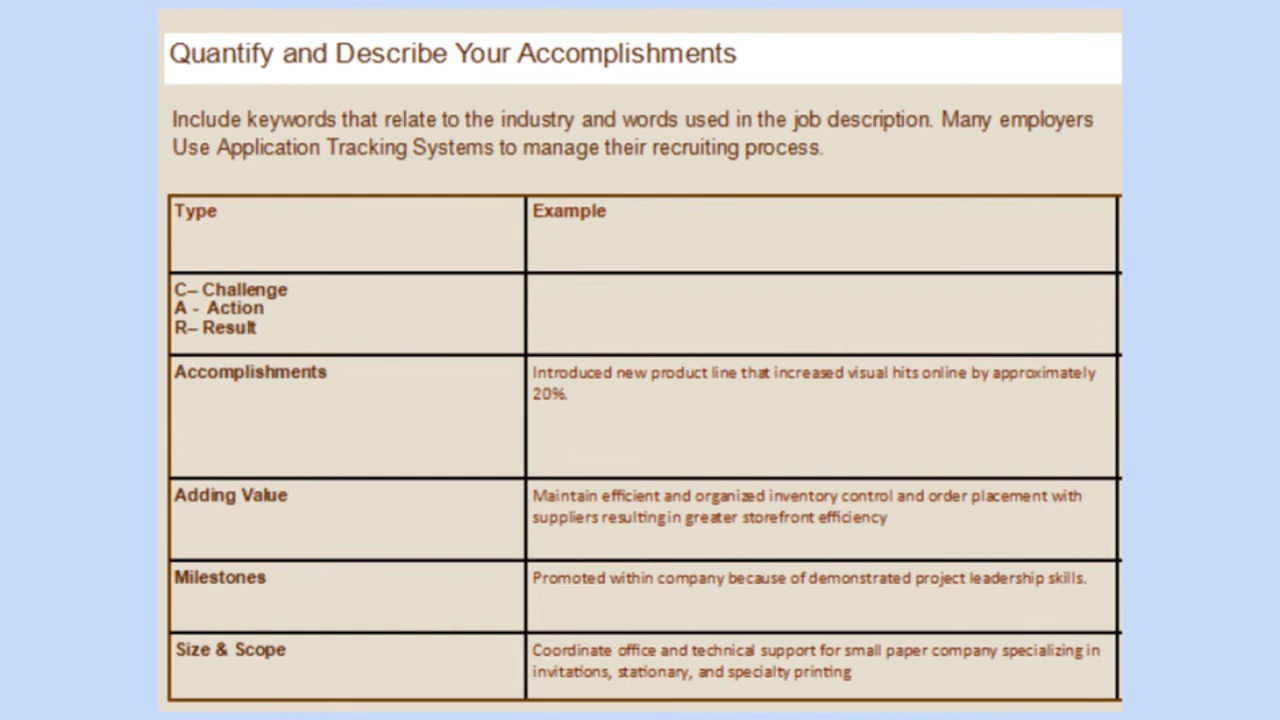 Quantify and Describe Your Accomplishments
Include keywords that relate to the industry and words used in the job description. Many employers
Use Application Tracking Systems to manage their recruiting process.
Type
Example
C– Challenge
A - Action
R– Result
Accomplishments
Introduced new product line that increased visual hits online by approximately
20%.
Adding Value
Maintain efficient and organized inventory control and order placement with
suppliers resulting in greater storefront efficiency
Milestones
Promoted within company because of demonstrated project leadership skills.
Size & Scope
Coordinate office and technical support for small paper company specializing in
invitations, stationary, and specialty printing